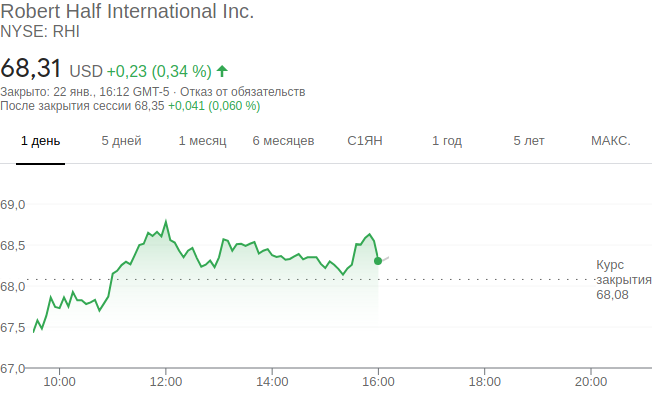 Robert Half International Inc.
NYSE: RHI
68,31 USD +0,23 (0,34 %)
Закрыто: 22 янв., 16:12 GMT-5 · Отказ от обязательств
После закрытия сессии 68,35 +0,041 (0,060 %)
1 день 5 дней 1 месяц 6 месяцев С1ЯН 1 год 5 лет МАКС.
69,0
68,5
Курс
закрытия
68,08
68,0
67,5
67,0
10:00 12:00 14:00 16:00 18:00 20:00